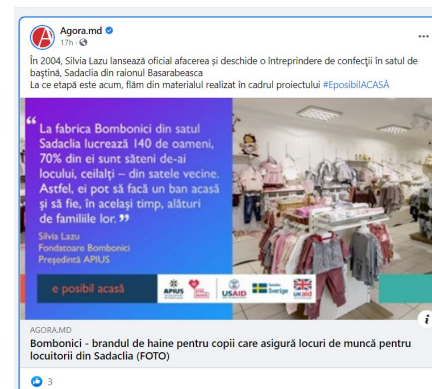 Agora.md
17h
În 2004, Silvia Lazu lansează oficial afacerea și deschide o întreprindere de confecții în satul de
baștină, Sadaclia din raionul Basarabeasca
La ce etapă este acum, flăm din materialul realizat în cadrul proiectului #EposibilACASĂ
“La fabrica Bombonici din satul
Sadaclia lucrează 140 de oameni,
70% din ei sunt săteni de-ai
locului, ceilalți – din satele vecine.
Astfel, ei pot să facă un ban acasă
și să fie, în același timp, alături
de familiile lor.”
Silvia Lazu
Fondatoare Bombonici
Președintă APIUS
e posibil acasă
APIUS
USAID
Sverige
ukaid
AGORA.MD
Bombonici - brandul de haine pentru copii care asigură locuri de muncă pentru
locuitorii din Sadaclia (FOTO)
3